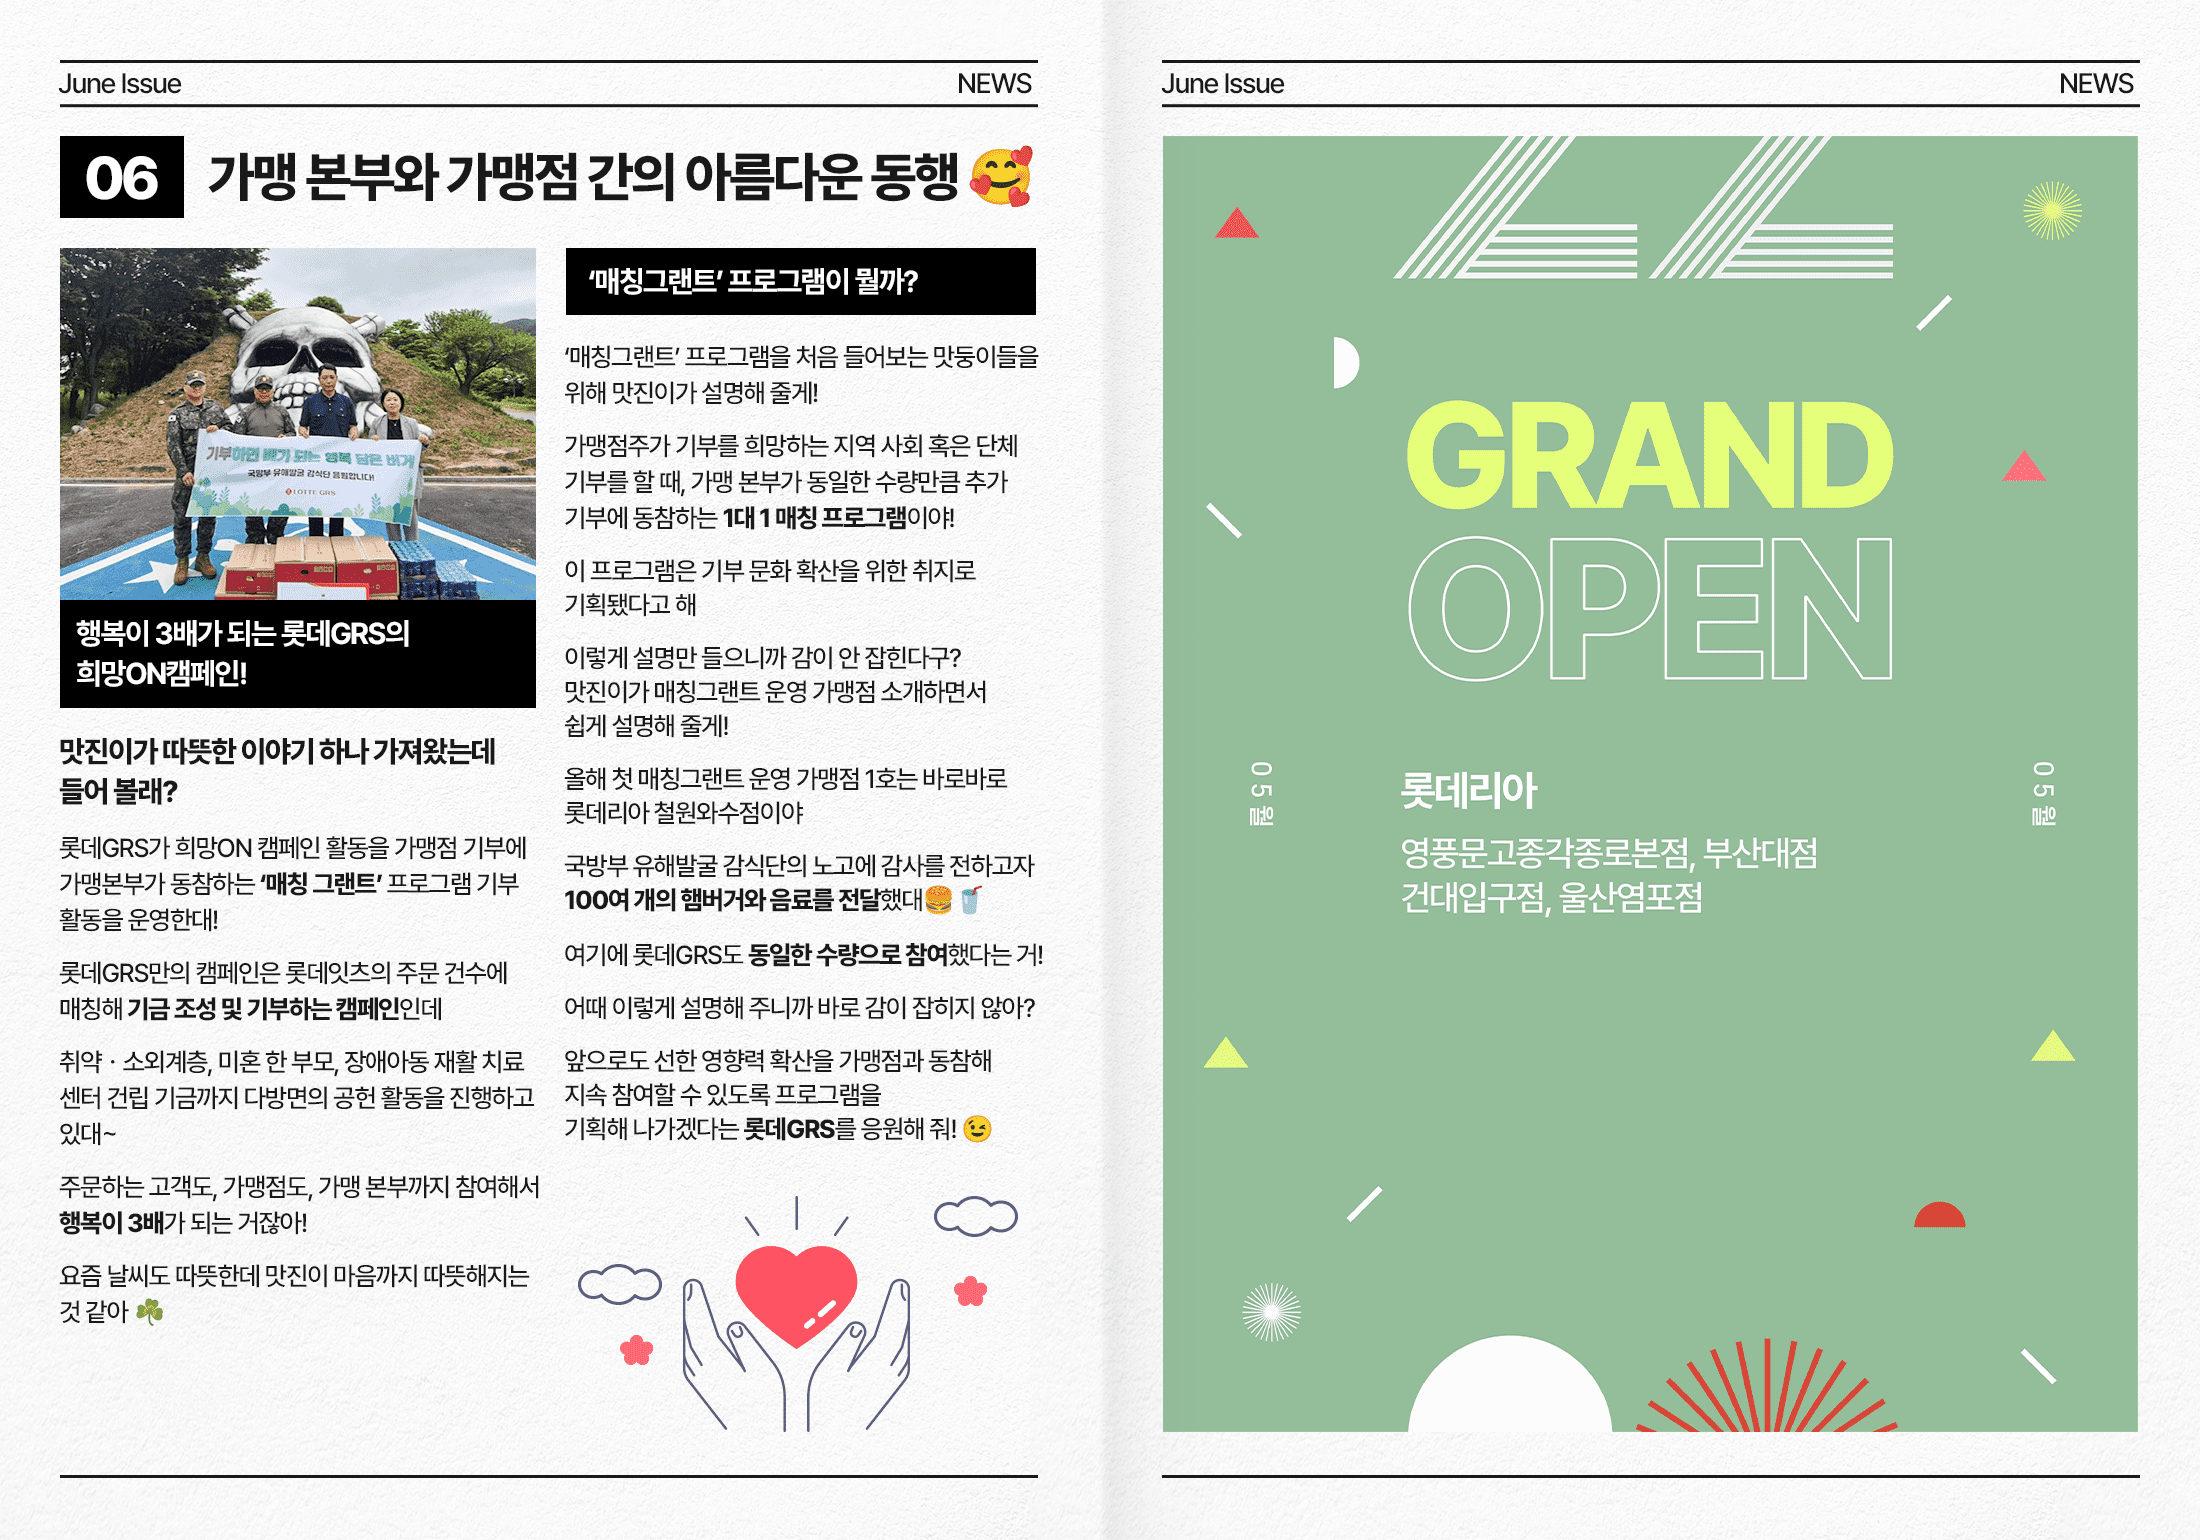 June Issue
NEWS
06
가맹 본부와 가맹점 간의 아름다운 동행 🥰
기부하면 배가 되는 행복 담은 버거
국방부 유해발굴 감식단 응원합니다!
LOTTE GRS
행복이 3배가 되는 롯데GRS의
희망ON캠페인!
맛진이가 따뜻한 이야기 하나 가져왔는데
들어 볼래?
롯데GRS가 희망ON 캠페인 활동을 가맹점 기부에
가맹본부가 동참하는 ‘매칭 그랜트’ 프로그램 기부
활동을 운영한대!
롯데GRS만의 캠페인은 롯데잇츠의 주문 건수에
매칭해 기금 조성 및 기부하는 캠페인인데
취약 · 소외계층, 미혼 한 부모, 장애아동 재활 치료
센터 건립 기금까지 다방면의 공헌 활동을 진행하고
있대~
주문하는 고객도, 가맹점도, 가맹 본부까지 참여해서
행복이 3배가 되는 거잖아!
요즘 날씨도 따뜻한데 맛진이 마음까지 따뜻해지는
것 같아 ☘️
‘매칭그랜트’ 프로그램이 뭘까?
‘매칭그랜트’ 프로그램을 처음 들어보는 맛둥이들을
위해 맛진이가 설명해 줄게!
가맹점주가 기부를 희망하는 지역 사회 혹은 단체
기부를 할 때, 가맹 본부가 동일한 수량만큼 추가
기부에 동참하는 1대 1 매칭 프로그램이야!
이 프로그램은 기부 문화 확산을 위한 취지로
기획됐다고 해
이렇게 설명만 들으니까 감이 안 잡힌다구?
맛진이가 매칭그랜트 운영 가맹점 소개하면서
쉽게 설명해 줄게!
올해 첫 매칭그랜트 운영 가맹점 1호는 바로바로
롯데리아 철원와수점이야
국방부 유해발굴 감식단의 노고에 감사를 전하고자
100여 개의 햄버거와 음료를 전달했대🍔🥤
여기에 롯데GRS도 동일한 수량으로 참여했다는 거!
어때 이렇게 설명해 주니까 바로 감이 잡히지 않아?
앞으로도 선한 영향력 확산을 가맹점과 동참해
지속 참여할 수 있도록 프로그램을
기획해 나가겠다는 롯데GRS를 응원해 줘! 😉
June Issue
NEWS
GRAND
OPEN
05월
05월
롯데리아
영풍문고종각종로본점, 부산대점
건대입구점, 울산염포점